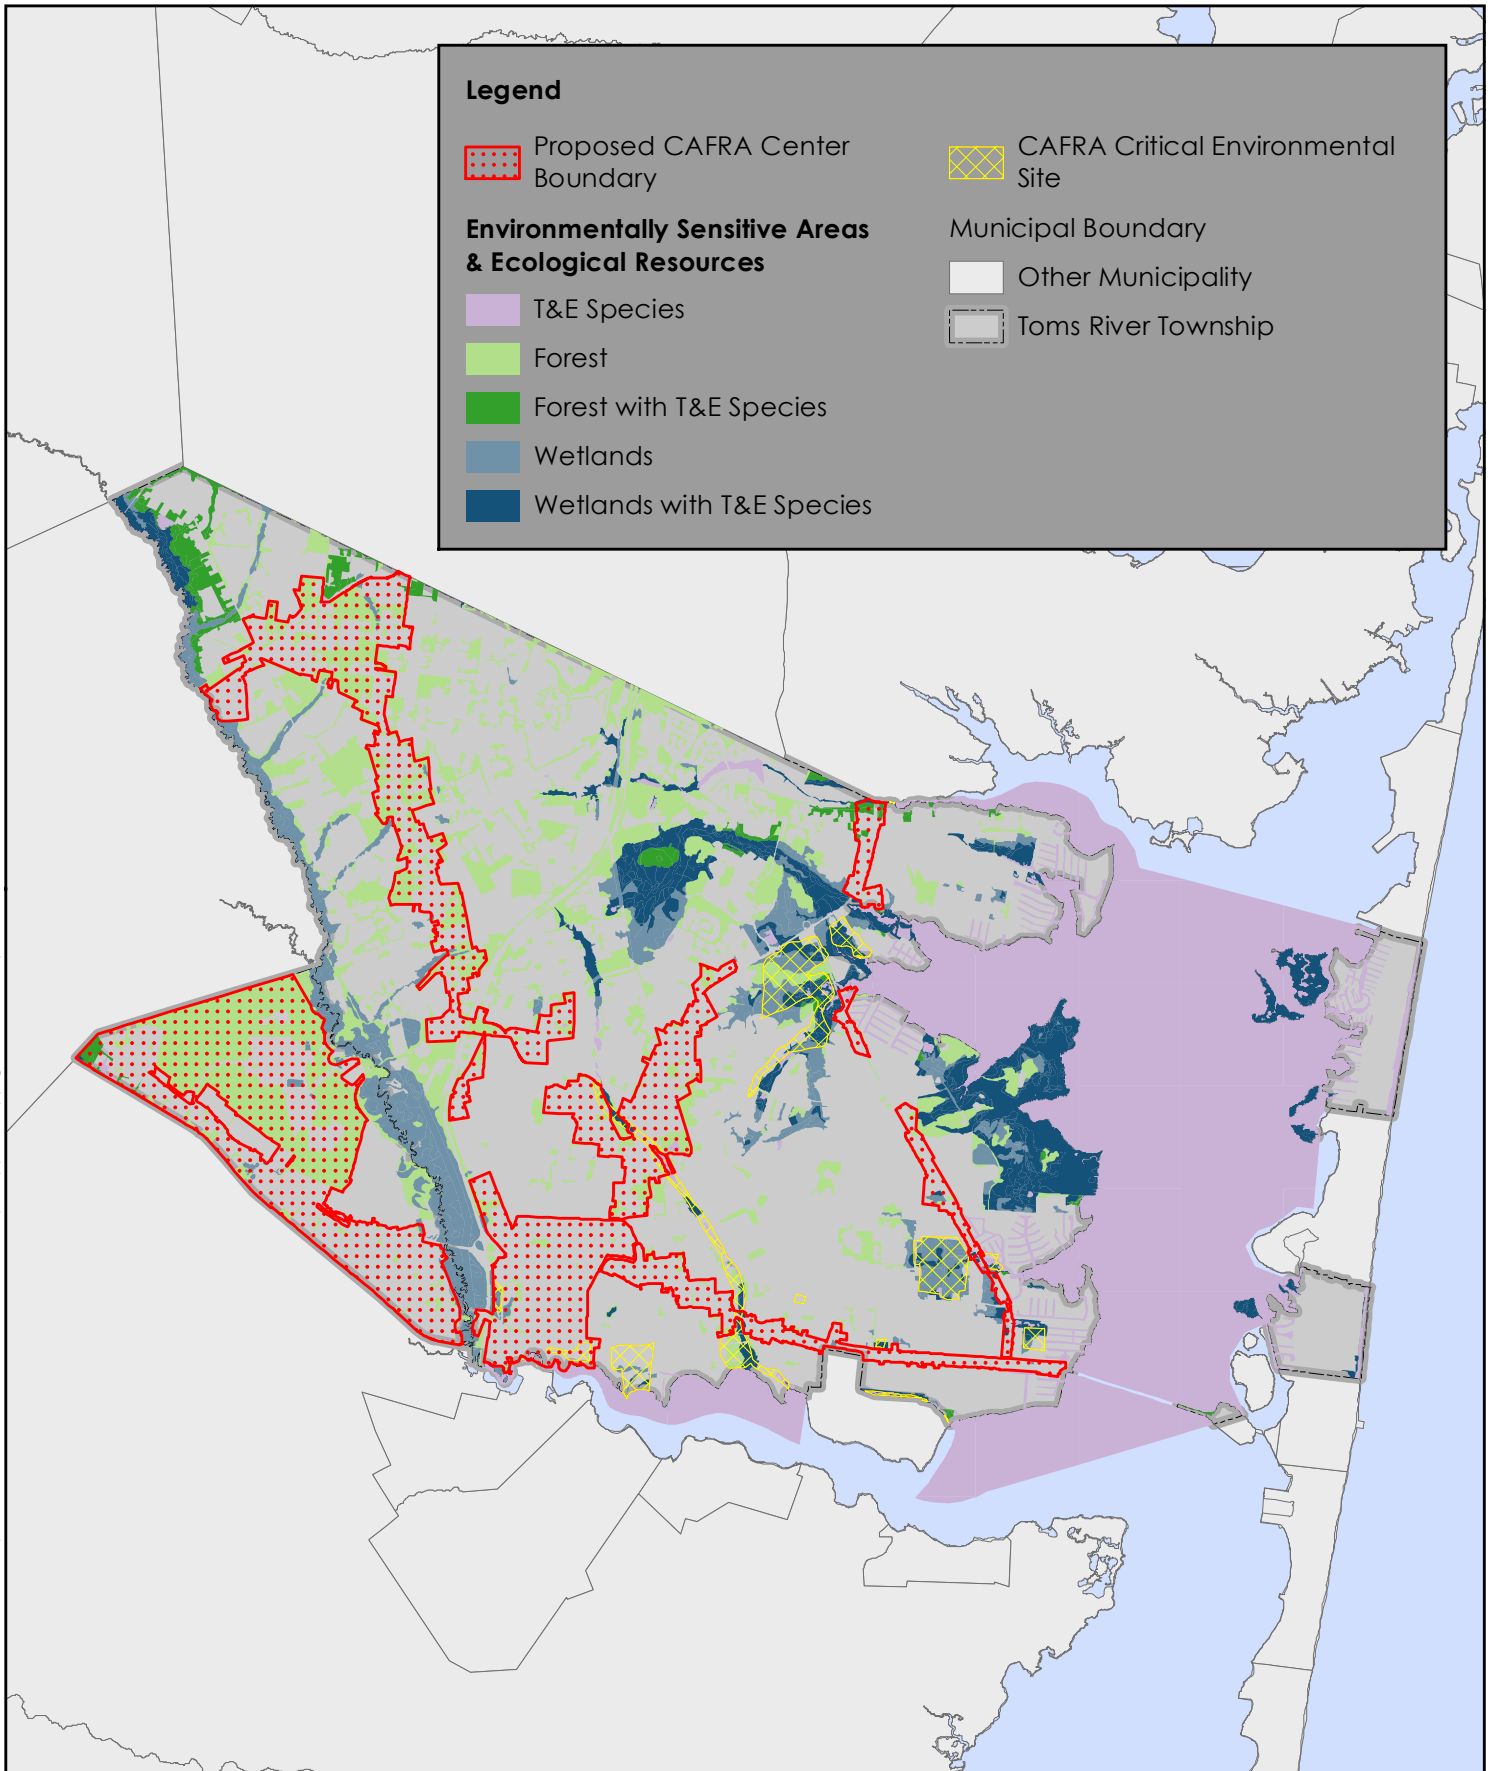 Legend
Proposed CAFRA Center
Boundary
Environmentally Sensitive Areas
& Ecological Resources
T&E Species
Forest
Forest with T&E Species
Wetlands
Wetlands with T&E Species
CAFRA Critical Environmental
Site
Municipal Boundary
Other Municipality
Toms River Township